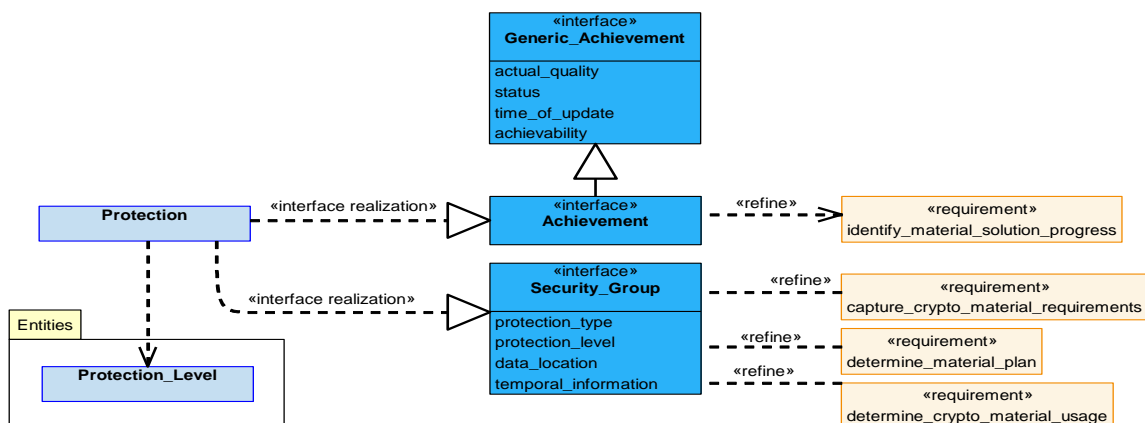 «interface»
Generic_Achievement
actual_quality
status
time_of_update
achievability
Protection
«interface realization»
«interface»
Achievement
«refine»
«requirement»
identify_material_solution_progress
«interface realization»
«interface»
Security_Group
protection_type
protection_level
data_location
temporal_information
«refine»
«requirement»
capture_crypto_material_requirements
«refine»
«requirement»
determine_material_plan
«refine»
«requirement»
determine_crypto_material_usage
Entities
Protection_Level